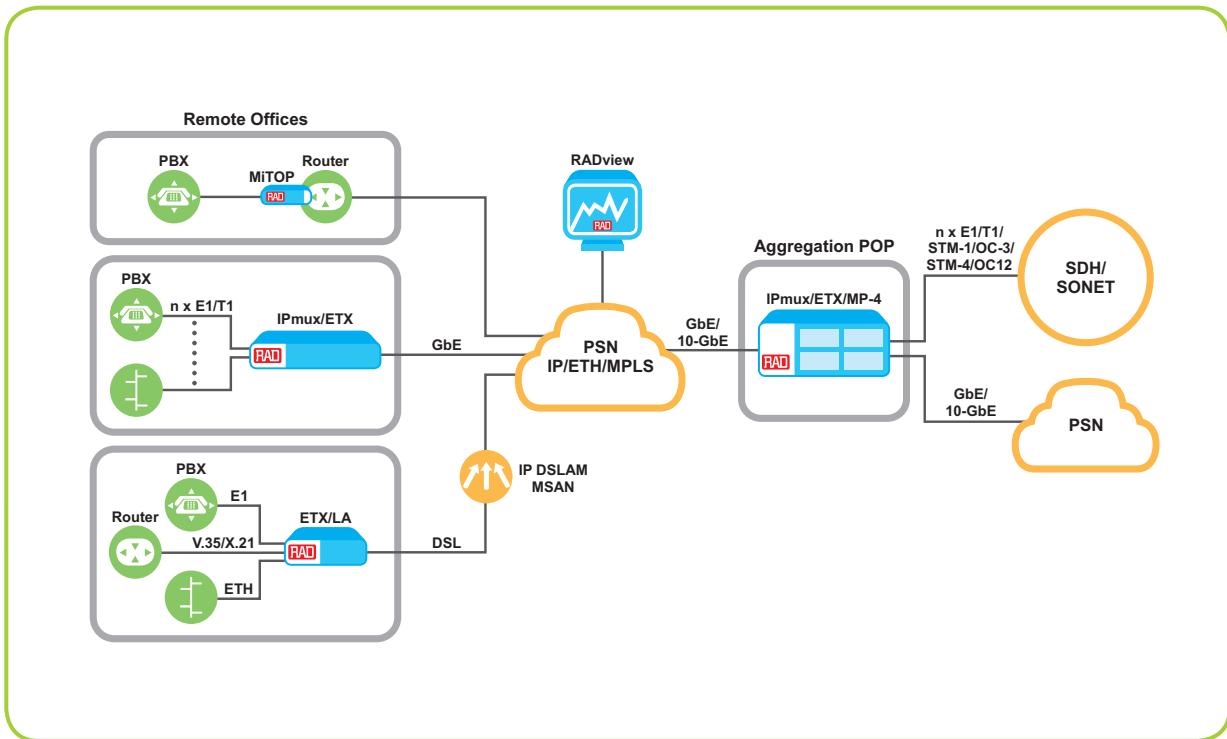 Remote Offices
PBX
Router
MiTOP
RAD
RADview
RAD
PBX
n x E1/T1
IPmux/ETX
RAD
GbE
PSN
IP/ETH/MPLS
GbE/
10-GbE
Aggregation POP
IPmux/ETX/MP-4
RAD
n x E1/T1/
STM-1/OC-3/
STM-4/OC12
SDH/
SONET
GbE/
10-GbE
PSN
IP DSLAM
MSAN
PBX
E1
Router
V.35/X.21
ETX/LA
RAD
DSL
ETH